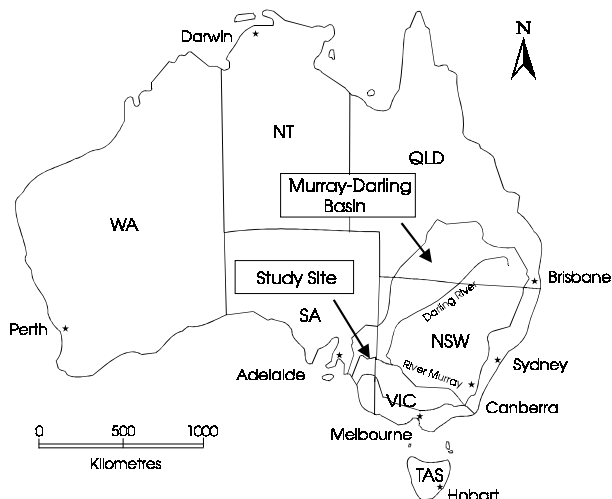 Darwin
N
NT
QLD
Murray-Darling
Basin
WA
Study Site
Brisbane
Darling River
SA
Perth
NSW
Sydney
Adelaide
River Murray
VIC
Canberra
Melbourne
0 500 1000
Kilometres
TAS
Hobart